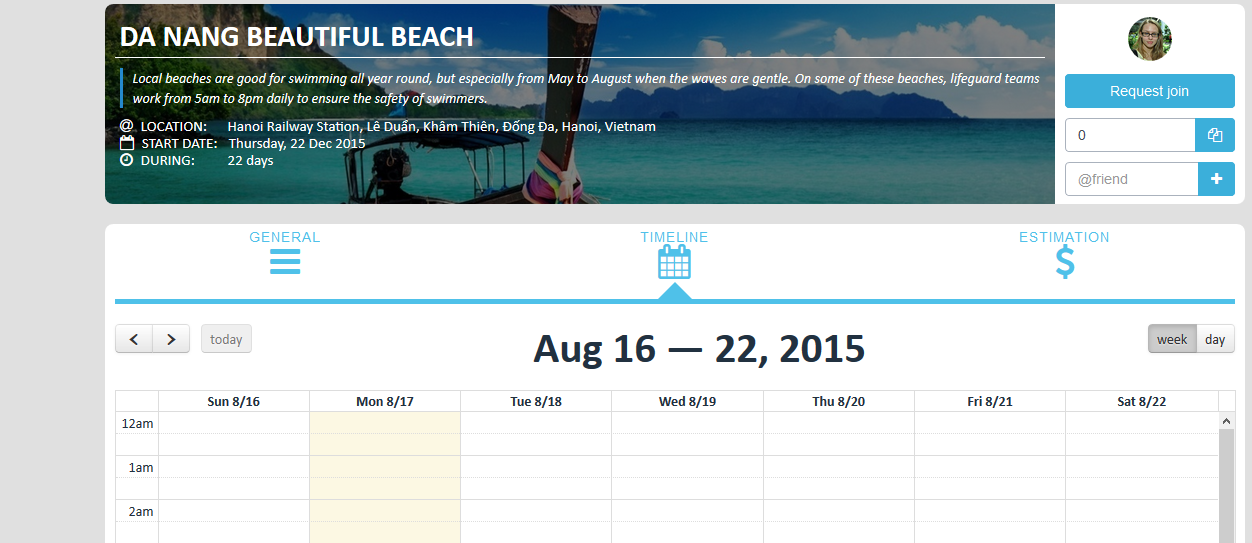 DA NANG BEAUTIFUL BEACH
Local beaches are good for swimming all year round, but especially from May to August when the waves are gentle. On some of these beaches, lifeguard teams
work from 5am to 8pm daily to ensure the safety of swimmers.
LOCATION: Hanoi Railway Station, Lê Duẩn, Khâm Thiên, Đống Đa, Hanoi, Vietnam
START DATE: Thursday, 22 Dec 2015
DURING: 22 days
Request join
0
@friend
GENERAL TIMELINE ESTIMATION
today
Aug 16 — 22, 2015
week day
Sun 8/16 Mon 8/17 Tue 8/18 Wed 8/19 Thu 8/20 Fri 8/21 Sat 8/22
12am
1am
2am